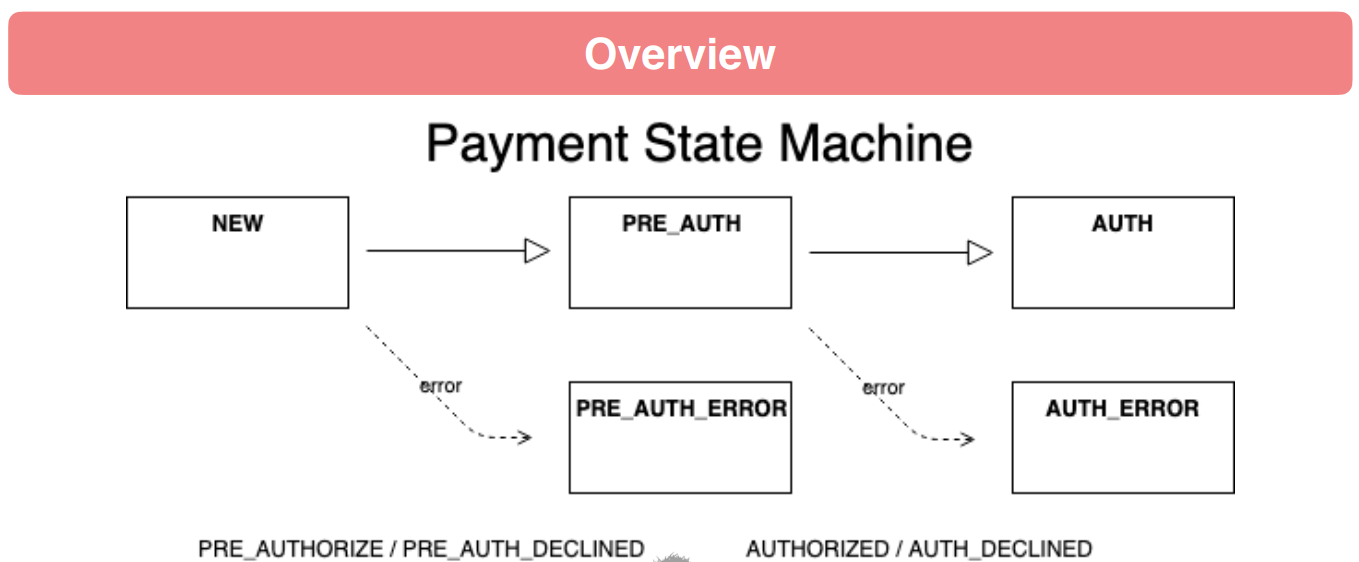 Overview
Payment State Machine
NEW
PRE_AUTH
AUTH
error
error
PRE_AUTH_ERROR
AUTH_ERROR
PRE_AUTHORIZE / PRE_AUTH_DECLINED
AUTHORIZED / AUTH_DECLINED